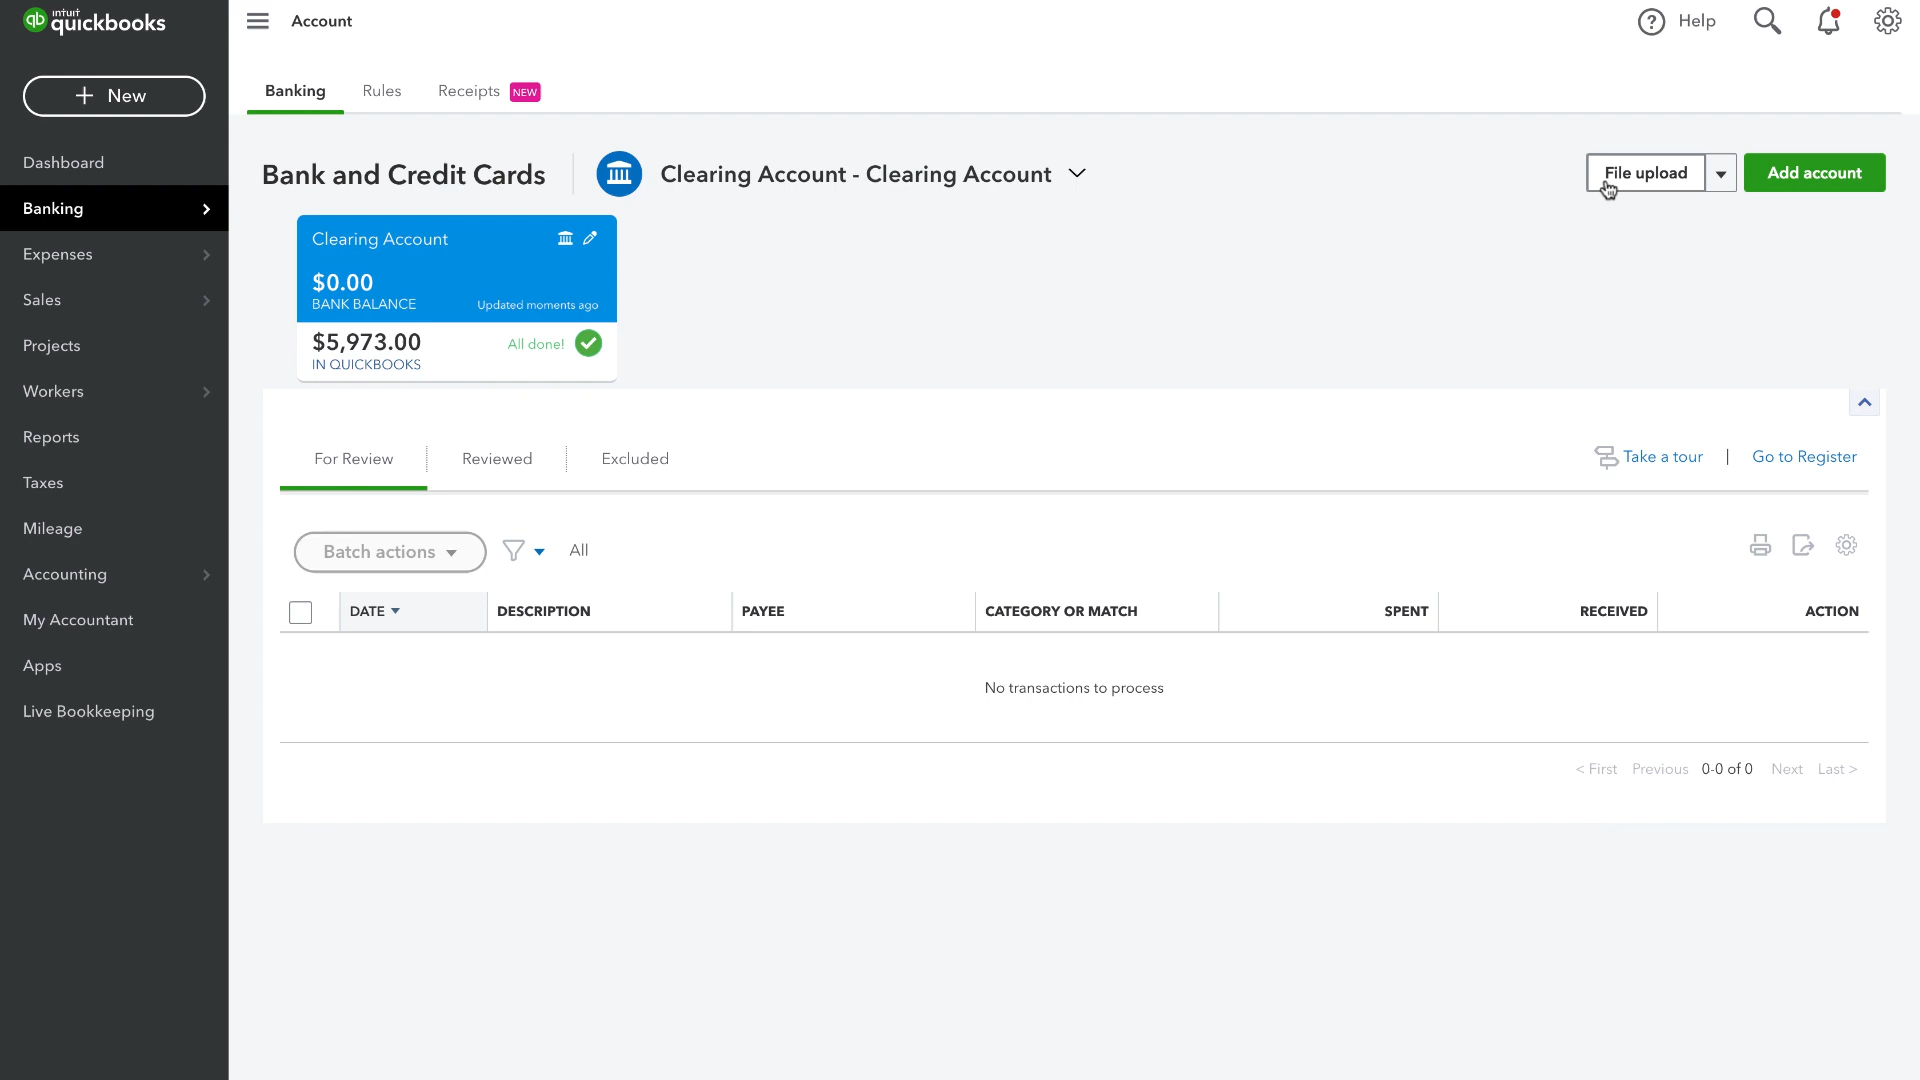 intuit
quickbooks
Account
Help
New
Banking
Rules
Receipts NEW
Dashboard
Banking
Expenses
Sales
Projects
Workers
Reports
Taxes
Mileage
Accounting
My Accountant
Apps
Live Bookkeeping
Bank and Credit Cards
Clearing Account - Clearing Account
File upload
Add account
Clearing Account
$0.00
BANK BALANCE
Updated moments ago
$5,973.00
All done!
IN QUICKBOOKS
For Review
Reviewed
Excluded
Take a tour | Go to Register
Batch actions
All
DATE DESCRIPTION PAYEE CATEGORY OR MATCH SPENT RECEIVED ACTION
No transactions to process
< First Previous 0-0 of 0 Next Last >